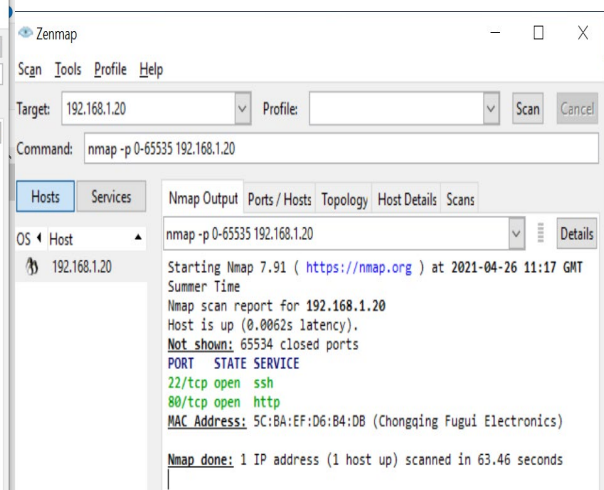 Zenmap
Scan Tools Profile Help
Target: 192.168.1.20 Profile: Scan Cancel
Command: nmap -p 0-65535 192.168.1.20
Hosts Services Nmap Output Ports / Hosts Topology Host Details Scans
OS Host nmap -p 0-65535 192.168.1.20 Details
192.168.1.20
Starting Nmap 7.91 ( https://nmap.org ) at 2021-04-26 11:17 GMT
Summer Time
Nmap scan report for 192.168.1.20
Host is up (0.0062s latency).
Not shown: 65534 closed ports
PORT STATE SERVICE
22/tcp open ssh
80/tcp open http
MAC Address: 5C:BA:EF:D6:B4:DB (Chongqing Fugui Electronics)
Nmap done: 1 IP address (1 host up) scanned in 63.46 seconds